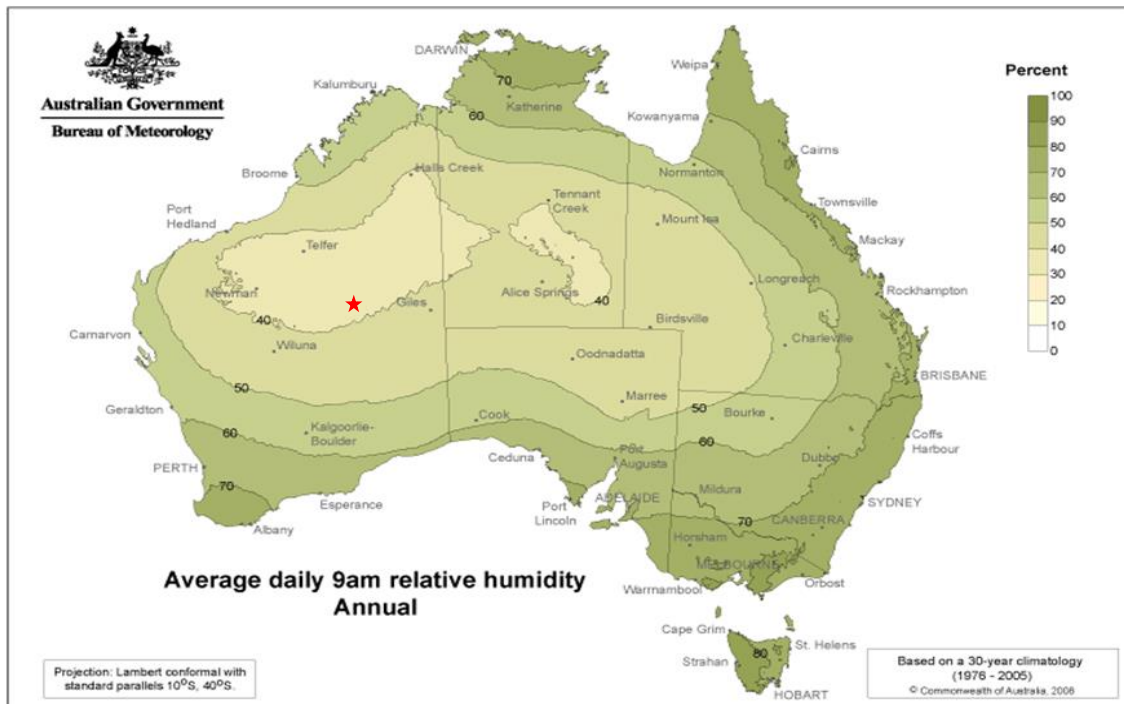 Australian Government
Bureau of Meteorology
DARWIN
Weipa
Kalumburu
70
Katherine
Kowanyama
60
Cairns
Halls Creek
Normanton
Broome
Tennant
Creek
Townsville
Port
Hedland
Mount Isa
Mackay
Telfer
Longreach
Newman
Giles
Alice Springs
40
Rockhampton
40
Birdsville
Carnarvon
Wiluna
Oodnadatta
Charleville
BRISBANE
50
Marree
50
Geraldton
Cook
Bourke
60
Kalgoorlie-
Boulder
60
Coffs
Harbour
Port
Augusta
Ceduna
Dubbo
PERTH
70
Mildura
ADELAIDE
Esperance
Port
Lincoln
SYDNEY
70
CANBERRA
Albany
Horsham
MELBOURNE
Orbost
Warrnambool
Cape Grim
St. Helens
80
Strahan
HOBART
Percent
100
90
80
70
60
50
40
30
20
10
0
Average daily 9am relative humidity
Annual
Projection: Lambert conformal with
standard parallels 10°S, 40°S.
Based on a 30-year climatology
(1976 - 2005)
© Commonwealth of Australia, 2008